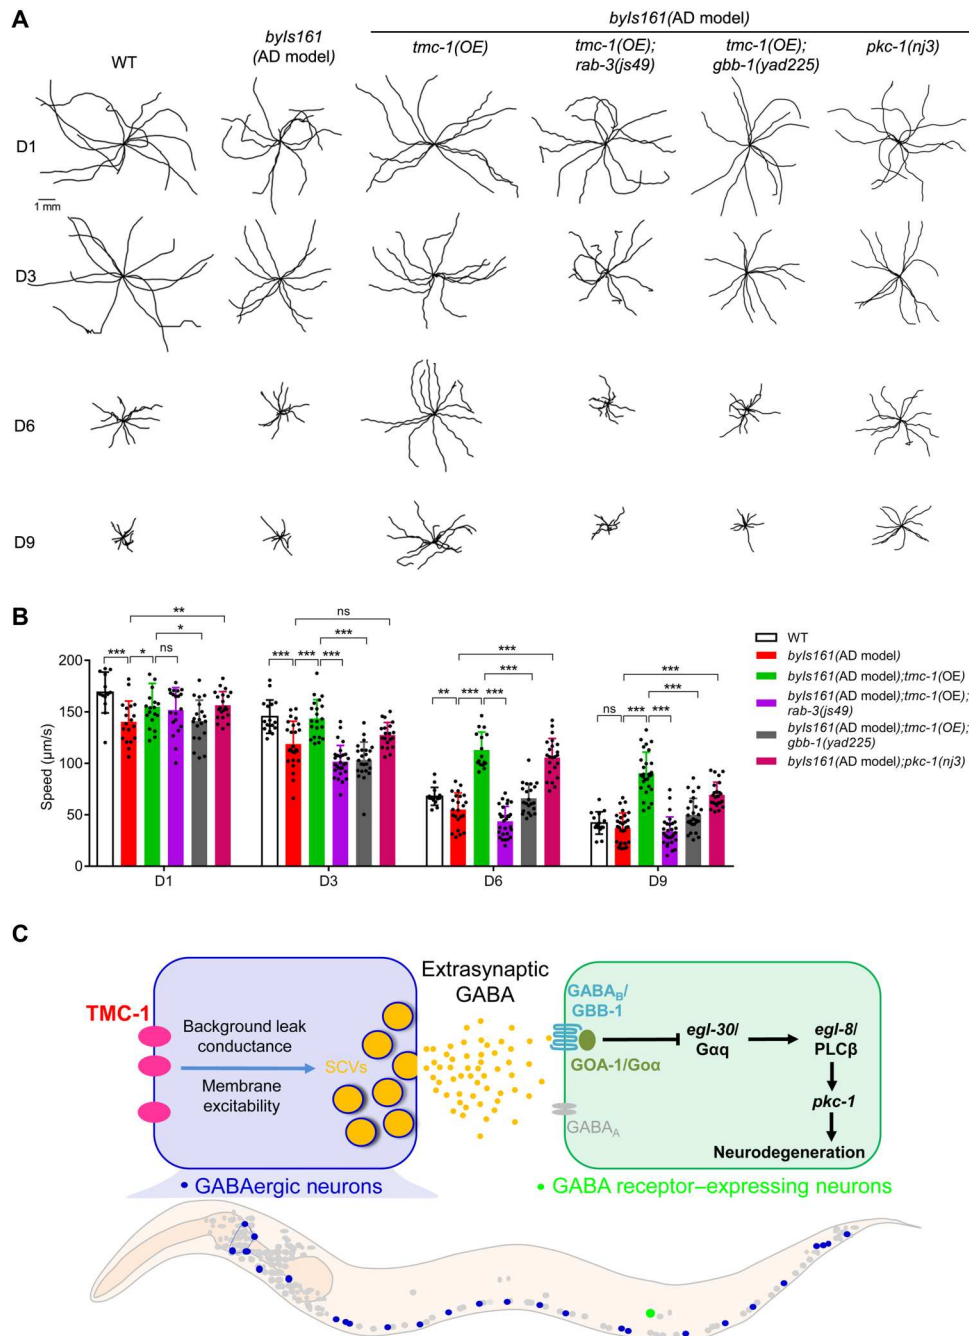 A
byIs161(AD model)
WT
byIs161
(AD model)
tmc-1(OE)
tmc-1(OE);
rab-3(js49)
tmc-1(OE);
gbb-1(yad225)
pkc-1(nj3)
D1
1 mm
D3
D6
D9
B
Speed (µm/s)
200
150
100
50
0
**
*
*** * ns
ns
***
*** *** ***
***
***
** *** ***
***
***
ns *** ***
D1 D3 D6 D9
WT
byIs161(AD model)
byIs161(AD model);tmc-1(OE)
byIs161(AD model);tmc-1(OE);
rab-3(js49)
byIs161(AD model);tmc-1(OE);
gbb-1(yad225)
byIs161(AD model);pkc-1(nj3)
C
TMC-1
Background leak
conductance
Membrane
excitability
SCVs
Extrasynaptic
GABA
GABAB/
GBB-1
GOA-1/Goα
GABAA
egl-30/
Gαq
egl-8/
PLCβ
pkc-1
Neurodegeneration
GABAergic neurons
GABA receptor–expressing neurons